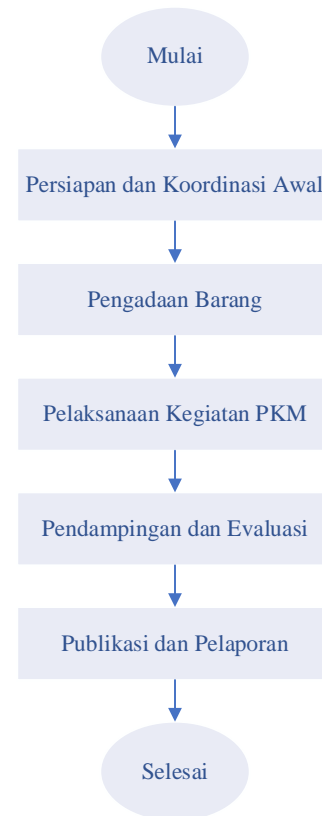 Mulai
Persiapan dan Koordinasi Awal
Pengadaan Barang
Pelaksanaan Kegiatan PKM
Pendampingan dan Evaluasi
Publikasi dan Pelaporan
Selesai